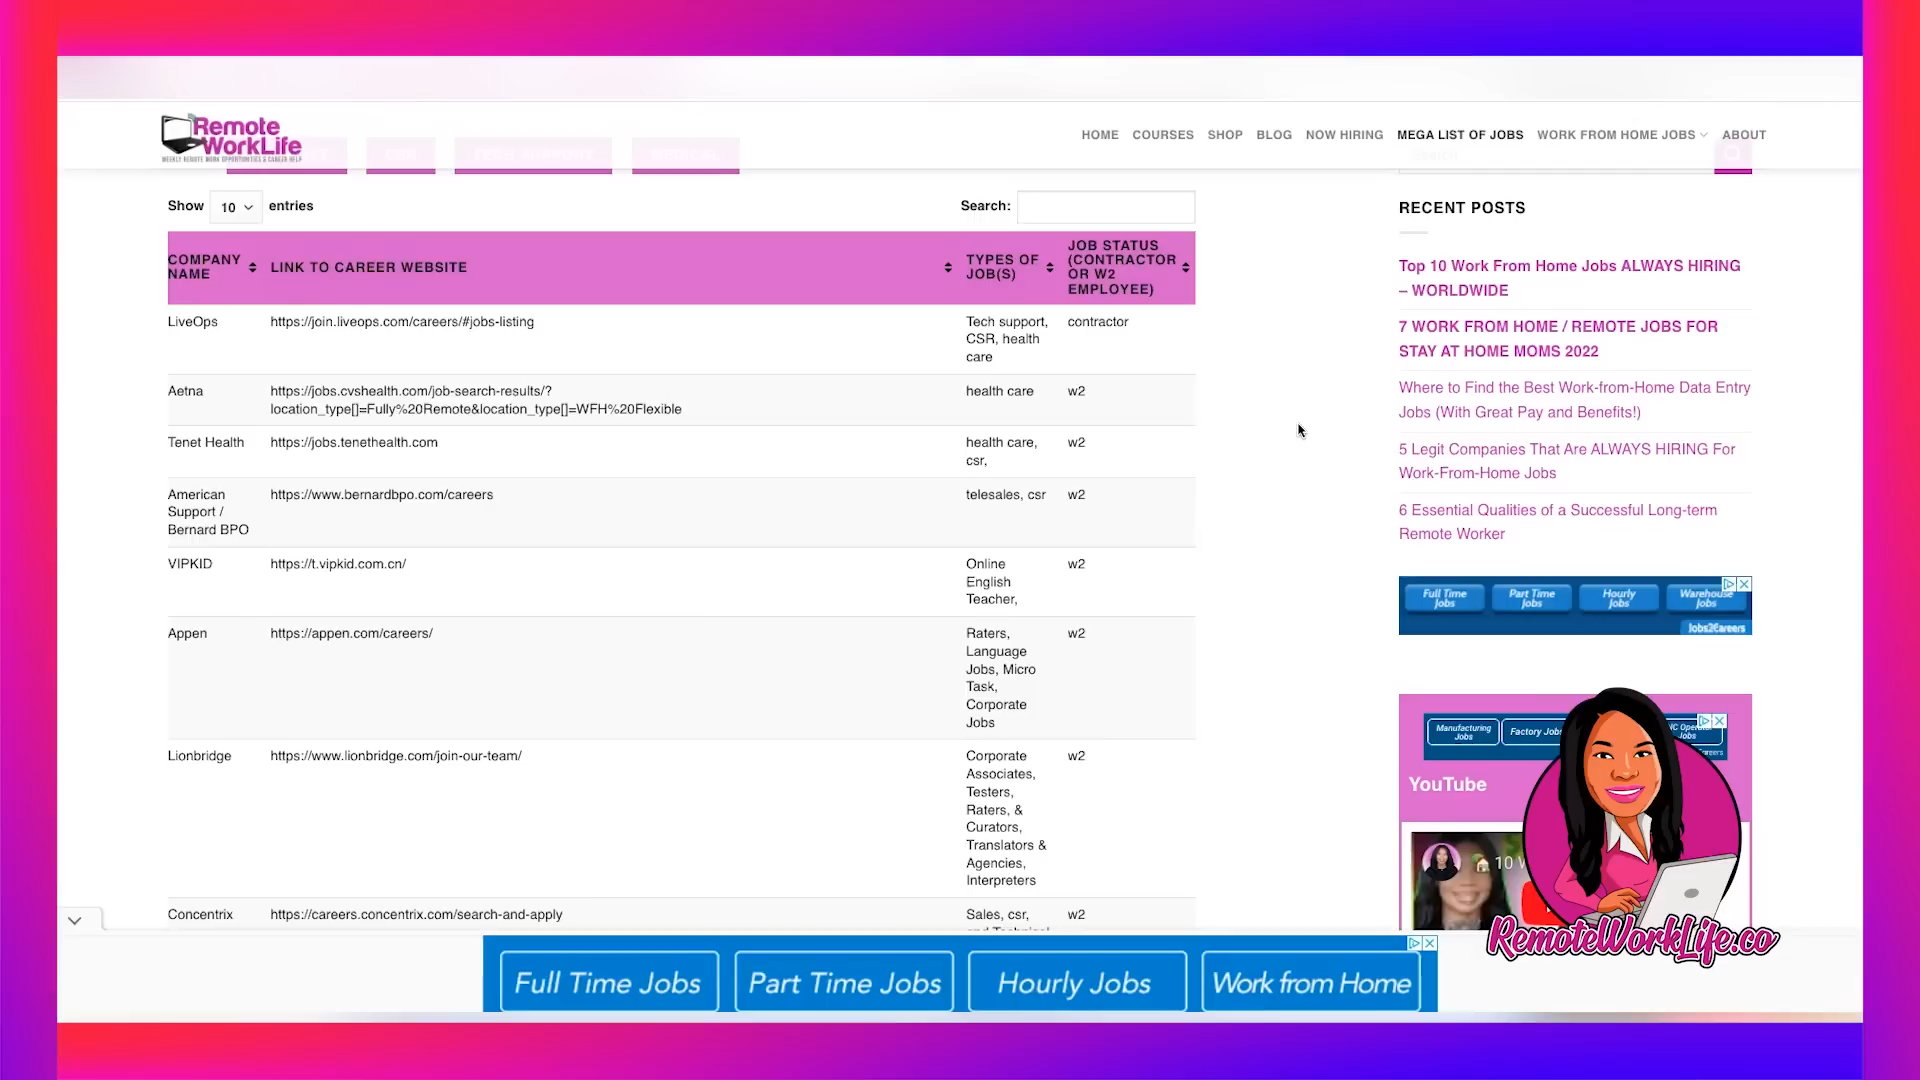 Remote
WorkLife
WEEKLY REMOTE WORK OPPORTUNITIES & CAREER HELP
HOME COURSES SHOP BLOG NOW HIRING MEGA LIST OF JOBS WORK FROM HOME JOBS ABOUT
Show 10 entries
Search:
COMPANY NAME
LINK TO CAREER WEBSITE
TYPES OF JOB(S)
JOB STATUS (CONTRACTOR OR W2 EMPLOYEE)
LiveOps
https://join.liveops.com/careers/#jobs-listing
Tech support,
CSR, health
care
contractor
Aetna
https://jobs.cvshealth.com/job-search-results/?
location_type[]=Fully%20Remote&location_type[]=WFH%20Flexible
health care
w2
Tenet Health
https://jobs.tenethealth.com
health care,
csr,
w2
American
Support /
Bernard BPO
https://www.bernardbpo.com/careers
telesales, csr
w2
VIPKID
https://t.vipkid.com.cn/
Online
English
Teacher,
w2
Appen
https://appen.com/careers/
Raters,
Language
Jobs, Micro
Task,
Corporate
Jobs
w2
Lionbridge
https://www.lionbridge.com/join-our-team/
Corporate
Associates,
Testers,
Raters, &
Curators,
Translators &
Agencies,
Interpreters
w2
Concentrix
https://careers.concentrix.com/search-and-apply
Sales, csr,
w2
RECENT POSTS
Top 10 Work From Home Jobs ALWAYS HIRING
– WORLDWIDE
7 WORK FROM HOME / REMOTE JOBS FOR
STAY AT HOME MOMS 2022
Where to Find the Best Work-from-Home Data Entry
Jobs (With Great Pay and Benefits!)
5 Legit Companies That Are ALWAYS HIRING For
Work-From-Home Jobs
6 Essential Qualities of a Successful Long-term
Remote Worker
Full Time Jobs
Part Time Jobs
Hourly Jobs
Warehouse Jobs
Jobs2Careers
Manufacturing Jobs
Factory Jobs
YouTube
10
RemoteWorkLife.co
Full Time Jobs
Part Time Jobs
Hourly Jobs
Work from Home